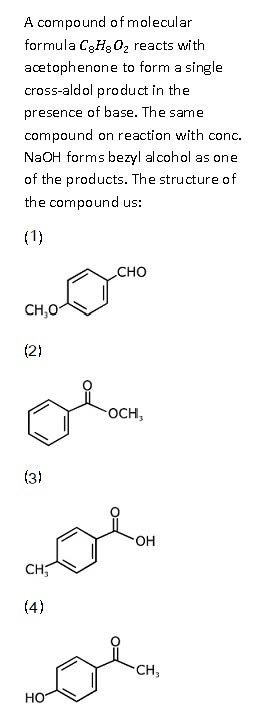 A compound of molecular
formula C₈H₈O₂ reacts with
acetophenone to form a single
cross-aldol product in the
presence of base. The same
compound on reaction with conc.
NaOH forms bezyl alcohol as one
of the products. The structure of
the compound us:
(1)
CHO
CH₃O
(2)
O
OCH₃
(3)
O
OH
CH₃
(4)
O
CH₃
HO